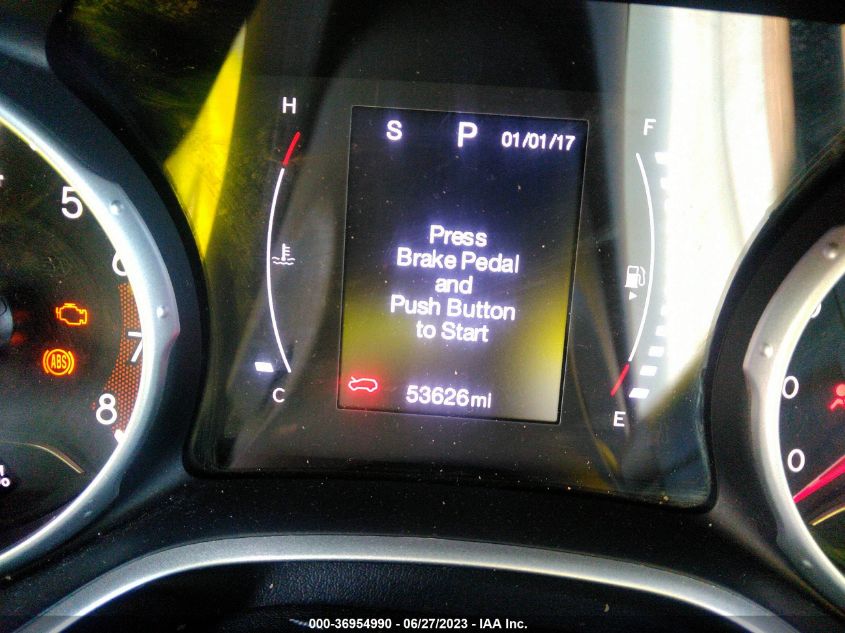 H
S P 01/01/17
F
5
6
Press
Brake Pedal
and
Push Button
to Start
7
ABS
8
C
53626mi
E
0
0
000-36954990 / 06/27/2023 - IAA Inc.